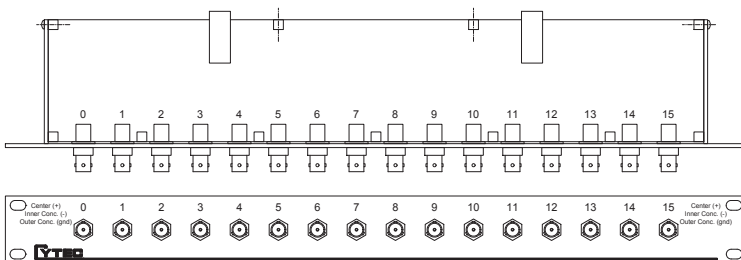 0 1 2 3 4 5 6 7 8 9 10 11 12 13 14 15
Center (+) 0 1 2 3 4 5 6 7 8 9 10 11 12 13 14 15 Center (+)
Inner Conc. (-) Inner Conc. (-)
Outer Conc. (gnd) Outer Conc. (gnd)
CYTEC